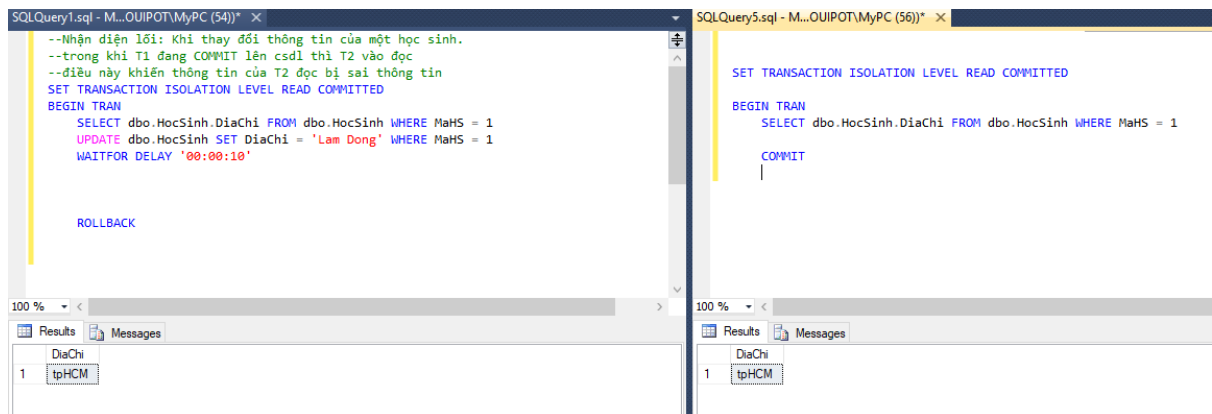 SQLQuery1.sql - M...OUIPOT\MyPC (54))*
--Nhận diện lỗi: Khi thay đổi thông tin của một học sinh.
--trong khi T1 đang COMMIT lên csdl thì T2 vào đọc
--điều này khiến thông tin của T2 đọc bị sai thông tin
SET TRANSACTION ISOLATION LEVEL READ COMMITTED
BEGIN TRAN
SELECT dbo.HocSinh.DiaChi FROM dbo.HocSinh WHERE MaHS = 1
UPDATE dbo.HocSinh SET DiaChi = 'Lam Dong' WHERE MaHS = 1
WAITFOR DELAY '00:00:10'
ROLLBACK
100 %
Results Messages
DiaChi
1 tpHCM
SQLQuery5.sql - M...OUIPOT\MyPC (56))*
SET TRANSACTION ISOLATION LEVEL READ COMMITTED
BEGIN TRAN
SELECT dbo.HocSinh.DiaChi FROM dbo.HocSinh WHERE MaHS = 1
COMMIT
100 %
Results Messages
DiaChi
1 tpHCM